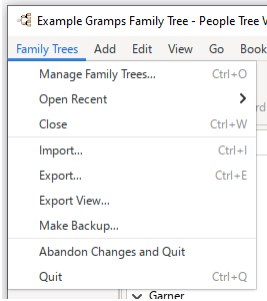 Example Gramps Family Tree - People Tree
Family Trees Add Edit View Go Book
Manage Family Trees... Ctrl+O
Open Recent
Close Ctrl+W
Import... Ctrl+I
Export... Ctrl+E
Export View...
Make Backup...
Abandon Changes and Quit
Quit Ctrl+Q
Garner